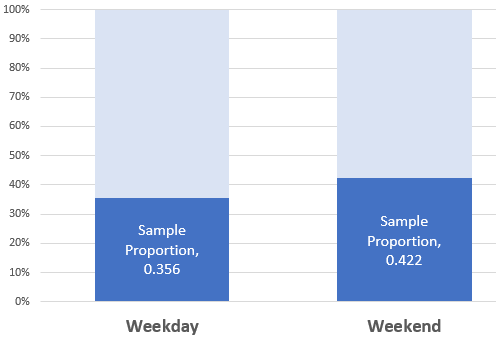 100%
90%
80%
70%
60%
50%
40%
30%
20%
10%
0%
Sample
Proportion,
0.356
Sample
Proportion,
0.422
Weekday
Weekend